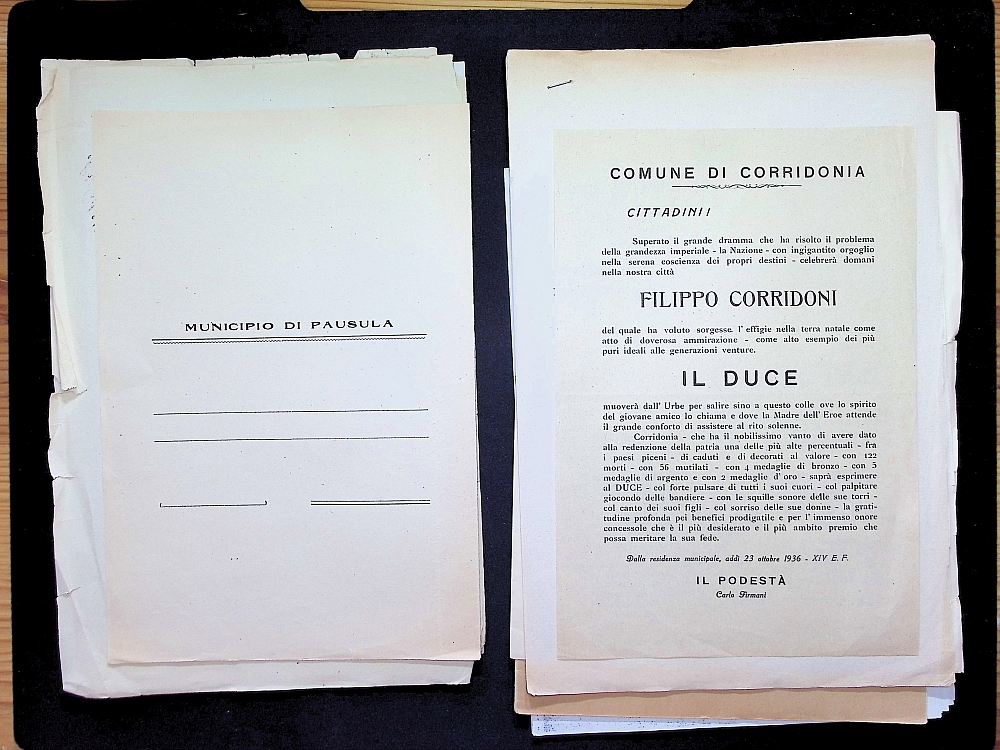 MUNICIPIO DI PAUSULA
COMUNE DI CORRIDONIA
CITTADINI!
Superato il grande dramma che ha risolto il problema
della grandezza imperiale - la Nazione - con ingigantito orgoglio
nella serena coscienza dei propri destini - celebrerà domani
nella nostra città
FILIPPO CORRIDONI
del quale ha voluto sorgesse l'effigie nella terra natale come
atto di doverosa ammirazione - come alto esempio dei più
puri ideali alle generazioni venture.
IL DUCE
muoverà dall'Urbe per salire sino a questo colle ove lo spirito
del giovane amico lo chiama e dove la Madre dell'Eroe attende
il grande conforto di assistere al rito solenne.
Corridonia - che ha il nobilissimo vanto di avere dato
alla redenzione della patria una delle più alte percentuali - fra
i paesi piceni - di caduti e di decorati al valore - con 122
morti - con 56 mutilati - con 4 medaglie di bronzo - con 5
medaglie di argento e con 2 medaglie d'oro - saprà esprimere
al DUCE - col forte pulsare di tutti i suoi cuori - col palpitare
giocondo delle bandiere - con le squille sonore delle sue torri -
col canto dei suoi figli - col sorriso delle sue donne - la grati-
tudine profonda pei benefici prodigatile e per l'immenso onore
concessole che è il più desiderato e il più ambito premio che
possa meritare la sua fede.
Dalla residenza municipale, addì 23 ottobre 1936 - XIV E. F.
IL PODESTÀ
Carlo Firmani